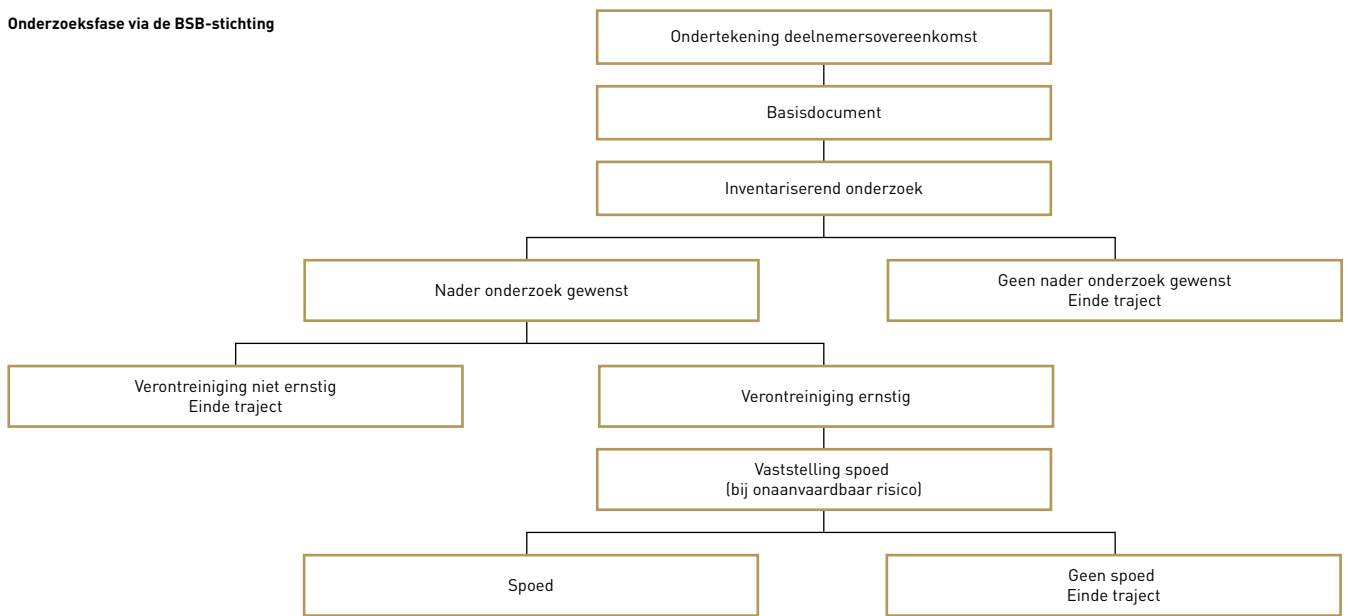 Onderzoeksfase via de BSB-stichting
Ondertekening deelnemersovereenkomst
Basisdocument
Inventariserend onderzoek
Nader onderzoek gewenst
Geen nader onderzoek gewenst
Einde traject
Verontreiniging niet ernstig
Einde traject
Verontreiniging ernstig
Vaststelling spoed
(bij onaanvaardbaar risico)
Spoed
Geen spoed
Einde traject